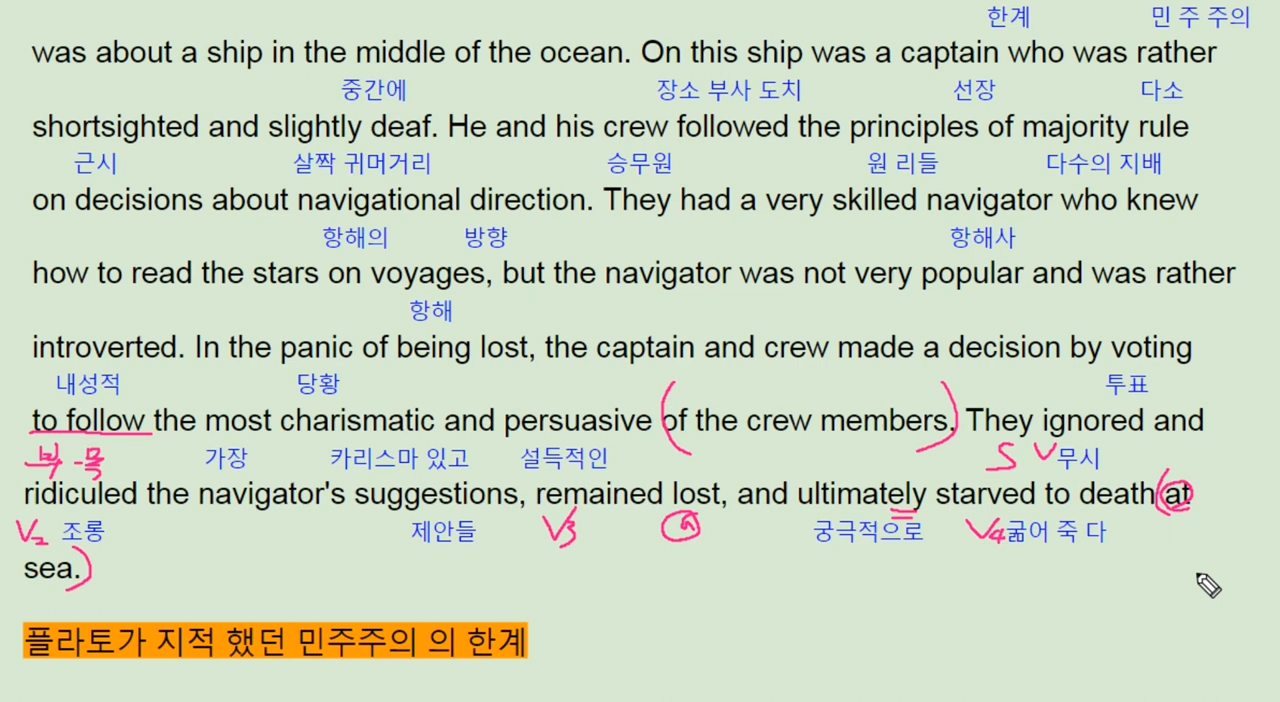 한계 민 주 주의
was about a ship in the middle of the ocean. On this ship was a captain who was rather
중간에 장소 부사 도치 선장 다소
shortsighted and slightly deaf. He and his crew followed the principles of majority rule
근시 살짝 귀머거리 승무원 원 리들 다수의 지배
on decisions about navigational direction. They had a very skilled navigator who knew
항해의 방향 항해사
how to read the stars on voyages, but the navigator was not very popular and was rather
항해
introverted. In the panic of being lost, the captain and crew made a decision by voting
내성적 당황 투표
to follow the most charismatic and persuasive of the crew members. They ignored and
부-목 가장 카리스마 있고 설득적인 S V 무시
ridiculed the navigator's suggestions, remained lost, and ultimately starved to death at
V2 조롱 제안들 V3 궁극적으로 V4 굶어 죽 다
sea.
플라토가 지적 했던 민주주의 의 한계